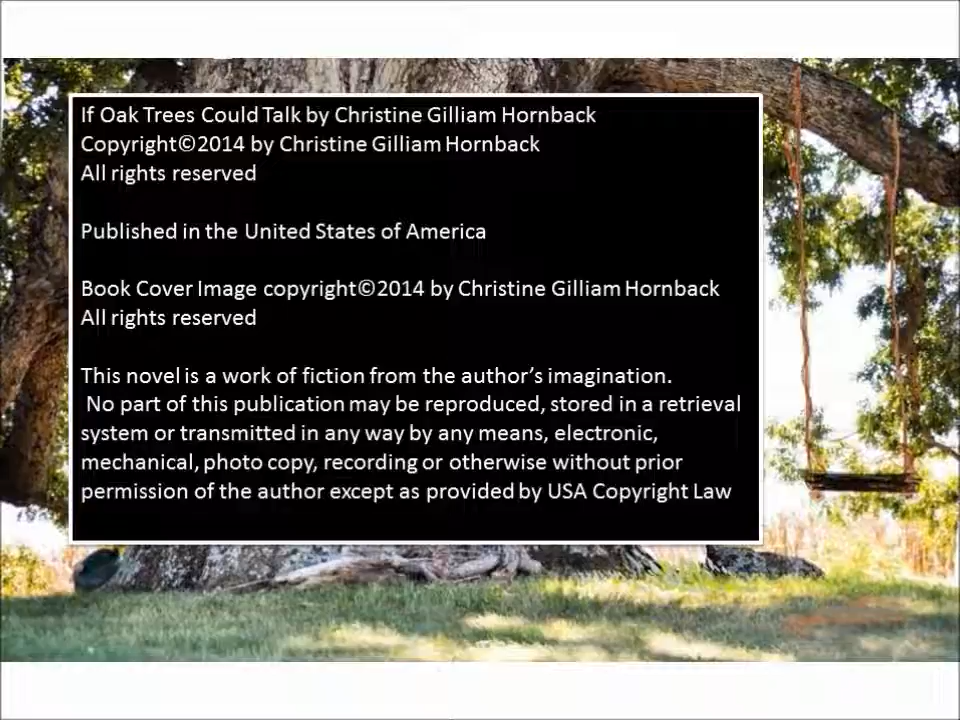 If Oak Trees Could Talk by Christine Gilliam Hornback
Copyright©2014 by Christine Gilliam Hornback
All rights reserved
Published in the United States of America
Book Cover Image copyright©2014 by Christine Gilliam Hornback
All rights reserved
This novel is a work of fiction from the author’s imagination.
No part of this publication may be reproduced, stored in a retrieval
system or transmitted in any way by any means, electronic,
mechanical, photo copy, recording or otherwise without prior
permission of the author except as provided by USA Copyright Law